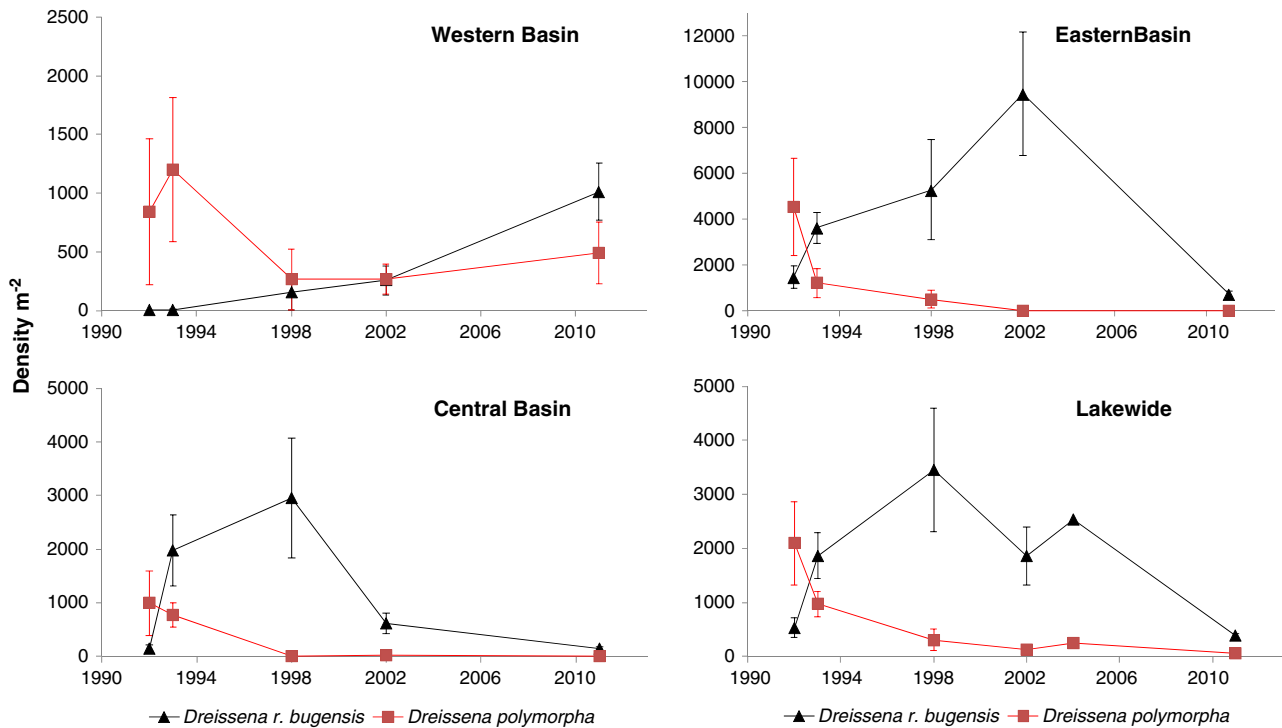 Density m⁻²
Western Basin
2500
2000
1500
1000
500
0
1990 1994 1998 2002 2006 2010
EasternBasin
12000
10000
8000
6000
4000
2000
0
1990 1994 1998 2002 2006 2010
Central Basin
5000
4000
3000
2000
1000
0
1990 1994 1998 2002 2006 2010
Lakewide
5000
4000
3000
2000
1000
0
1990 1994 1998 2002 2006 2010
Dreissena r. bugensis Dreissena polymorpha
Dreissena r. bugensis Dreissena polymorpha